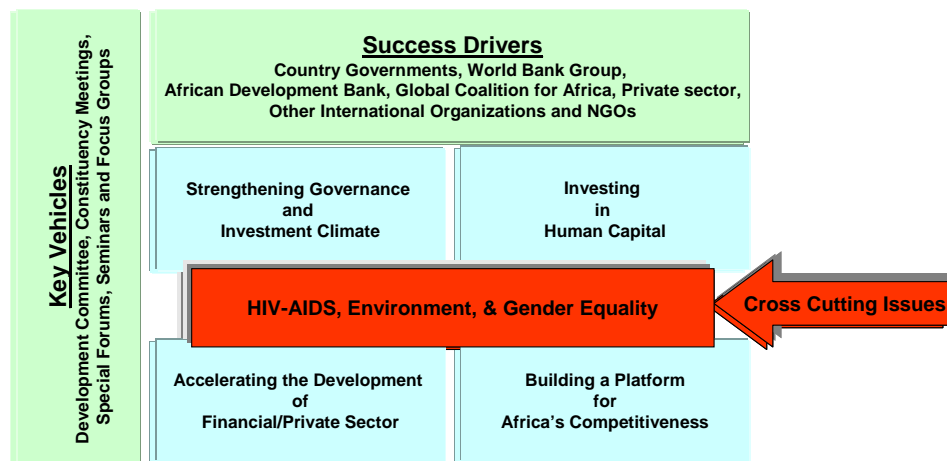 Key Vehicles
Development Committee, Constituency Meetings,
Special Forums, Seminars and Focus Groups
Success Drivers
Country Governments, World Bank Group,
African Development Bank, Global Coalition for Africa, Private sector,
Other International Organizations and NGOs
Strengthening Governance
and
Investment Climate
Investing
in
Human Capital
HIV-AIDS, Environment, & Gender Equality
Cross Cutting Issues
Accelerating the Development
of
Financial/Private Sector
Building a Platform
for
Africa’s Competitiveness